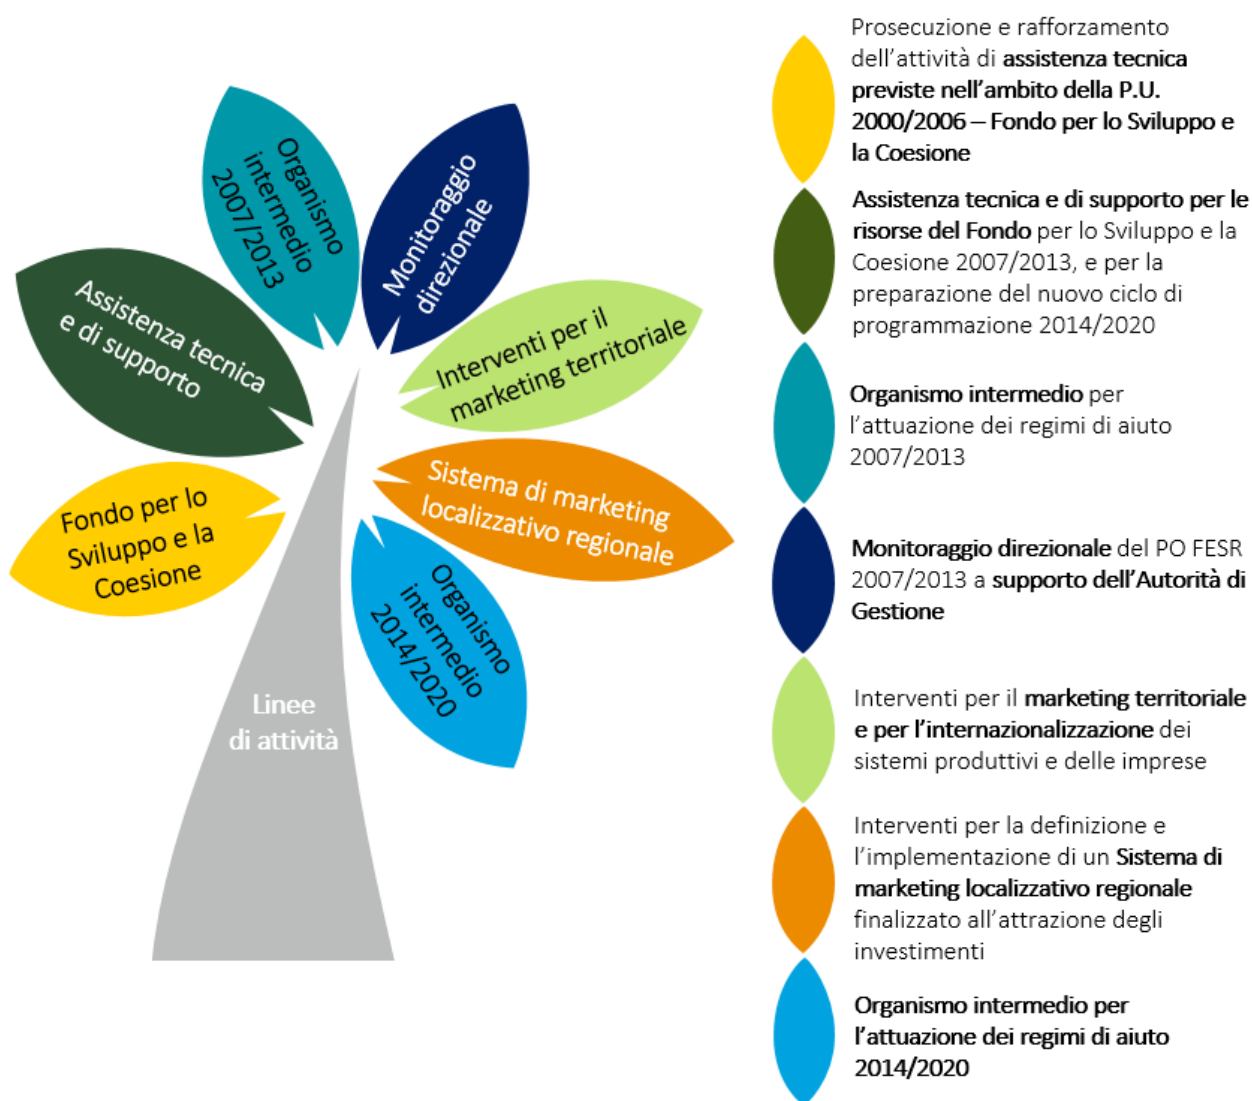 Organismo
intermedio
2007/2013
Monitoraggio
direzionale
Assistenza tecnica
e di supporto
Interventi per il
marketing territoriale
Fondo per lo
Sviluppo e la
Coesione
Sistema di marketing
localizzativo regionale
Organismo
intermedio
2014/2020
Linee
di attività
Prosecuzione e rafforzamento
dell'attività di assistenza tecnica
previste nell'ambito della P.U.
2000/2006 – Fondo per lo Sviluppo e
la Coesione
Assistenza tecnica e di supporto per le
risorse del Fondo per lo Sviluppo e la
Coesione 2007/2013, e per la
preparazione del nuovo ciclo di
programmazione 2014/2020
Organismo intermedio per
l'attuazione dei regimi di aiuto
2007/2013
Monitoraggio direzionale del PO FESR
2007/2013 a supporto dell'Autorità di
Gestione
Interventi per il marketing territoriale
e per l'internazionalizzazione dei
sistemi produttivi e delle imprese
Interventi per la definizione e
l'implementazione di un Sistema di
marketing localizzativo regionale
finalizzato all'attrazione degli
investimenti
Organismo intermedio per
l'attuazione dei regimi di aiuto
2014/2020